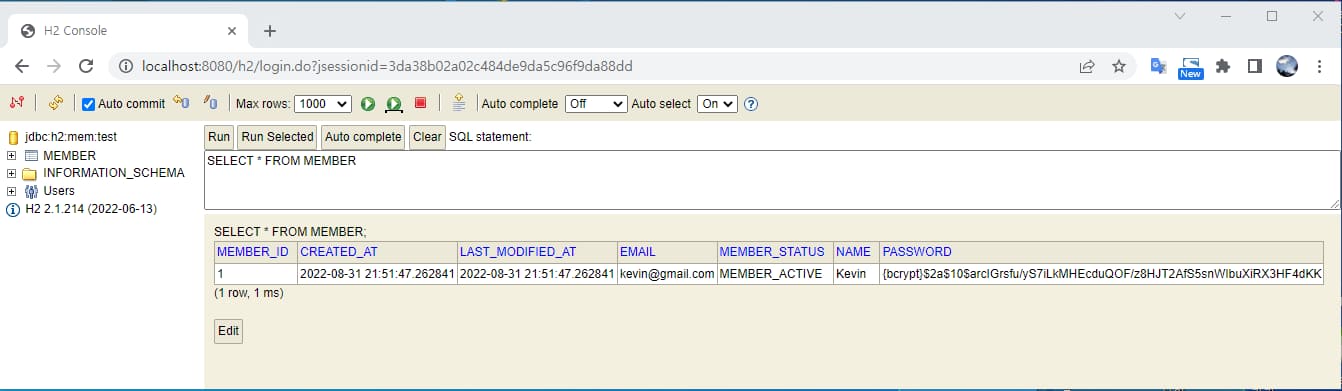 H2 Console
localhost:8080/h2/login.do?jsessionid=3da38b02a02c484de9da5c96f9da88dd
New
Auto commit Max rows: 1000 Auto complete Off Auto select On
jdbc:h2:mem:test
MEMBER
INFORMATION_SCHEMA
Users
H2 2.1.214 (2022-06-13)
Run Run Selected Auto complete Clear SQL statement:
SELECT * FROM MEMBER
SELECT * FROM MEMBER;
MEMBER_ID CREATED_AT LAST_MODIFIED_AT EMAIL MEMBER_STATUS NAME PASSWORD
1 2022-08-31 21:51:47.262841 2022-08-31 21:51:47.262841 kevin@gmail.com MEMBER_ACTIVE Kevin {bcrypt}$2a$10$arclGrsfu/yS7iLkMHEcduQOF/z8HJT2AfS5snWlbuXiRX3HF4dKK
(1 row, 1 ms)
Edit